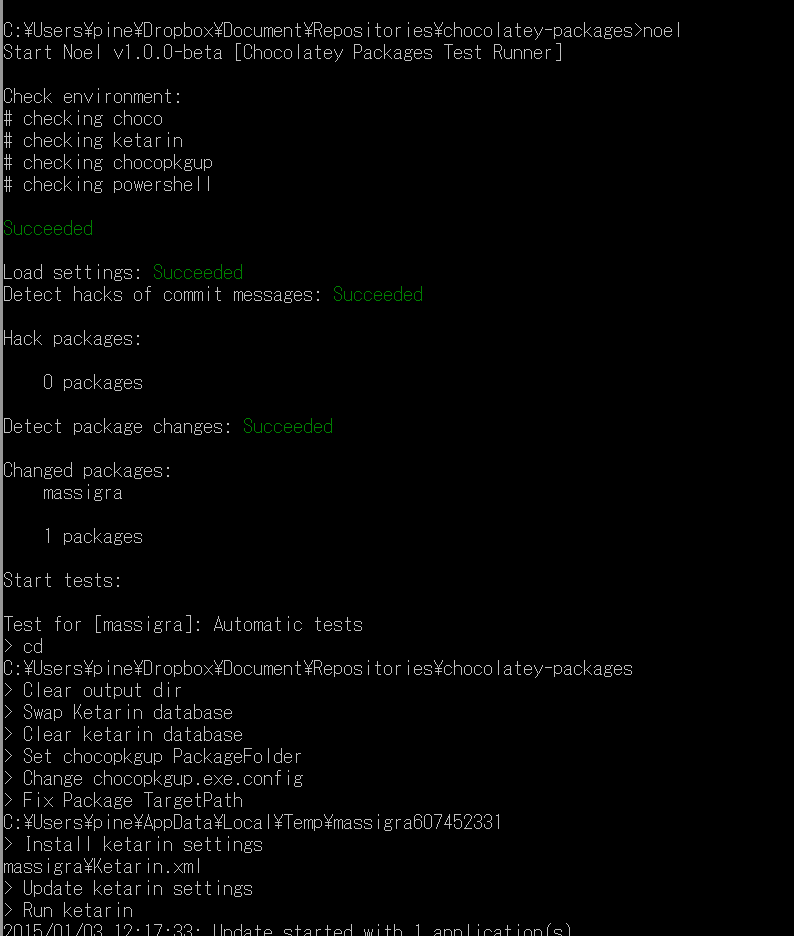 C:¥Users¥pine¥Dropbox¥Document¥Repositories¥chocolatey-packages>noel
Start Noel v1.0.0-beta [Chocolatey Packages Test Runner]
Check environment:
# checking choco
# checking ketarin
# checking chocopkgup
# checking powershell
Succeeded
Load settings: Succeeded
Detect hacks of commit messages: Succeeded
Hack packages:
0 packages
Detect package changes: Succeeded
Changed packages:
massigra
1 packages
Start tests:
Test for [massigra]: Automatic tests
> cd
C:¥Users¥pine¥Dropbox¥Document¥Repositories¥chocolatey-packages
> Clear output dir
> Swap Ketarin database
> Clear ketarin database
> Set chocopkgup PackageFolder
> Change chocopkgup.exe.config
> Fix Package TargetPath
C:¥Users¥pine¥AppData¥Local¥Temp¥massigra607452331
> Install ketarin settings
massigra¥Ketarin.xml
> Update ketarin settings
> Run ketarin
2015/01/03 12:17:33: Update started with 1 application(s)